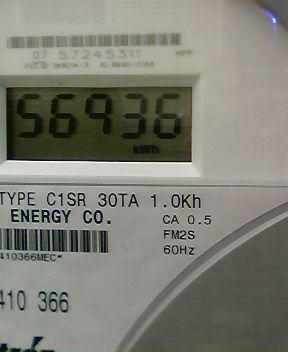 07 57245311
56936
kWh
TYPE C1SR 30TA 1.0Kh
ENERGY CO. CA 0.5
FM2S
410366MEC* 60Hz
410 366